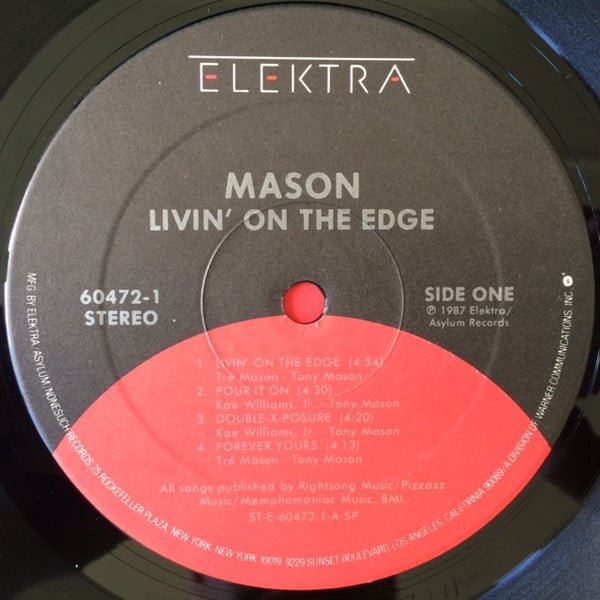 ELEKTRA
MASON
LIVIN' ON THE EDGE
60472-1
STEREO
SIDE ONE
℗ 1987 Elektra/
Asylum Records
1. LIVIN' ON THE EDGE (4:54)
Tré Mason - Tony Mason
2. POUR IT ON (4:30)
Kae Williams, Jr. - Tony Mason
3. DOUBLE-X-POSURE (4:20)
Kae Williams, Jr. - Tony Mason
4. FOREVER YOURS (4:13)
Tré Mason - Tony Mason
All songs published by Rightsong Music/Pizzazz
Music/Memphomaniac Music, BMI.
ST-E-60472-1-A-SP
MFG. BY ELEKTRA/ASYLUM/NONESUCH RECORDS, 75 ROCKEFELLER PLAZA, NEW YORK, NEW YORK 10019. 9229 SUNSET BOULEVARD, LOS ANGELES, CALIFORNIA 90069. A DIVISION OF WARNER COMMUNICATIONS, INC.